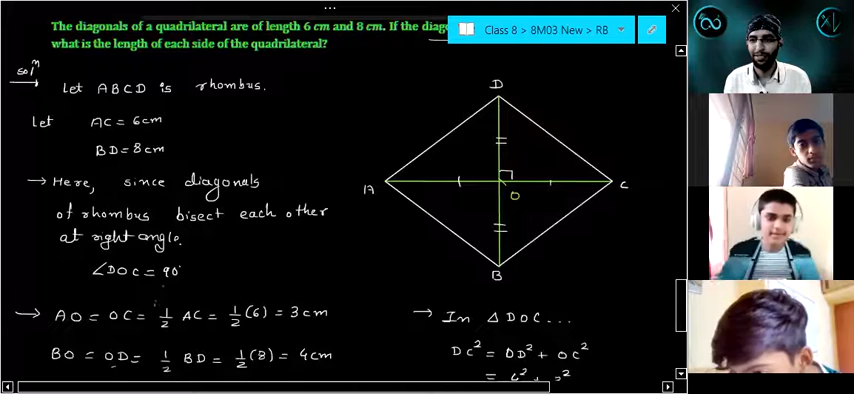 The diagonals of a quadrilateral are of length 6 cm and 8 cm. If the diago
what is the length of each side of the quadrilateral?
Class 8 > 8M03 New > RB
solⁿ
Let ABCD is rhombus.
Let AC = 6cm
BD = 8cm
→ Here, since diagonals
of rhombus bisect each other
at right angle.
∠DOC = 90°
→ AO = OC = 1/2 AC = 1/2 (6) = 3 cm
BO = OD = 1/2 BD = 1/2 (8) = 4cm
D
A
C
O
B
→ In △ DOC ...
DC² = OD² + OC²